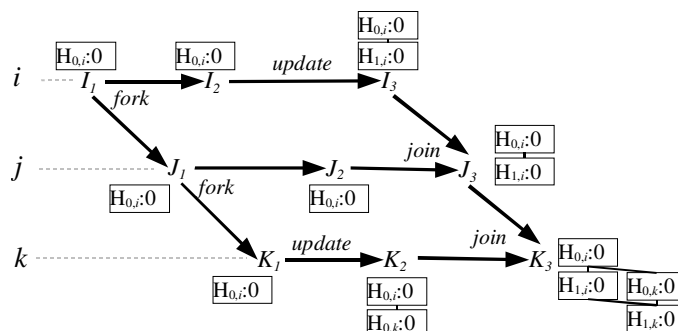 H0,i:0
H0,i:0
H0,i:0
H1,i:0
i
I1
fork
I2
update
I3
j
J1
fork
J2
join
J3
H0,i:0
H1,i:0
H0,i:0
H0,i:0
k
K1
update
K2
join
K3
H0,i:0
H1,i:0
H0,k:0
H1,k:0
H0,i:0
H0,i:0
H0,k:0